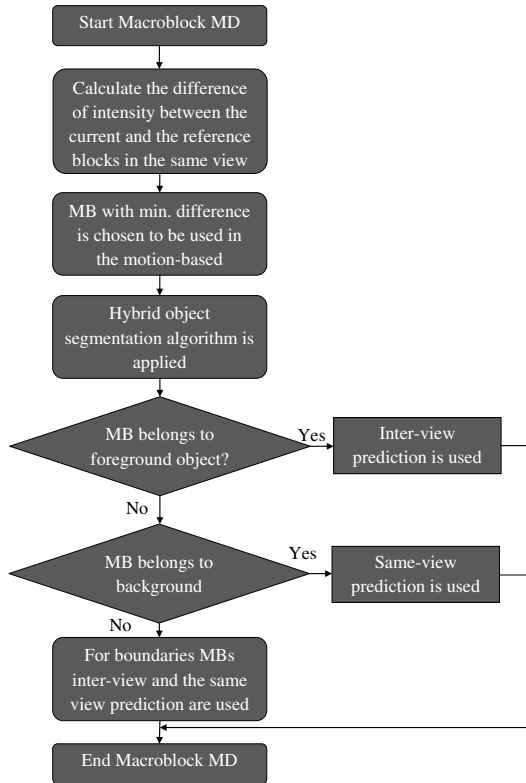 Start Macroblock MD
Calculate the difference
of intensity between the
current and the reference
blocks in the same view
MB with min. difference
is chosen to be used in
the motion-based
Hybrid object
segmentation algorithm is
applied
MB belongs to
foreground object?
Yes
Inter-view
prediction is used
No
MB belongs to
background
Yes
Same-view
prediction is used
No
For boundaries MBs
inter-view and the same
view prediction are used
End Macroblock MD